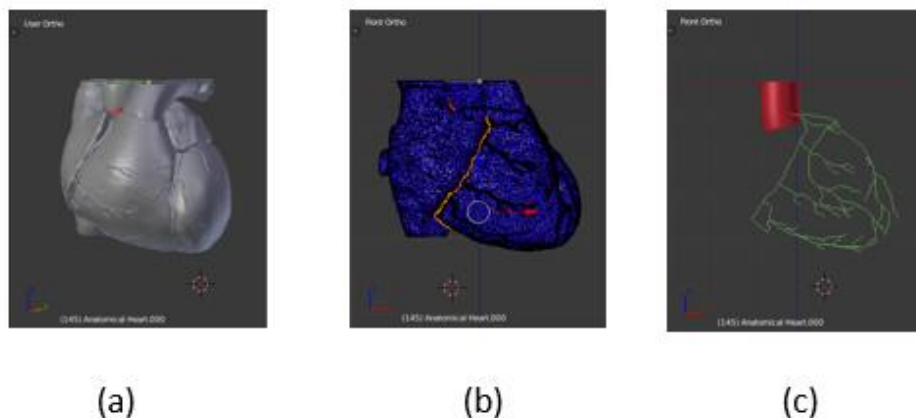 User Ortho
Front Ortho
Front Ortho
(145) Anatomical Heart.000
(145) Anatomical Heart.000
(145) Anatomical Heart.000
(a)
(b)
(c)